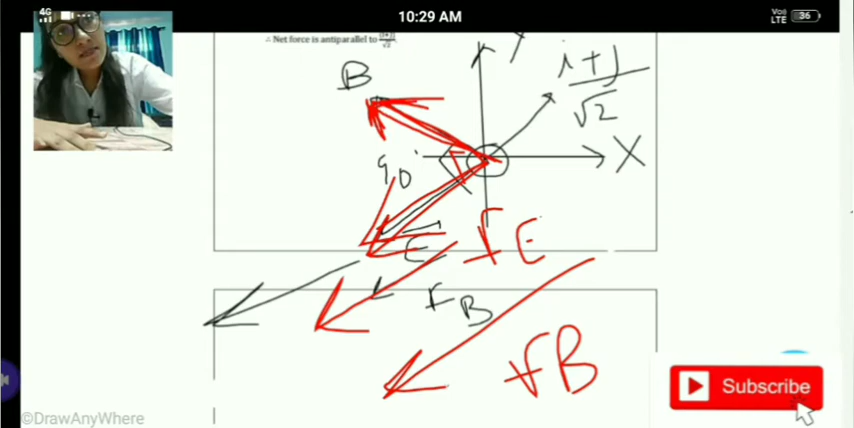 4G
10:29 AM
Vo)
LTE
36
∴ Net force is antiparallel to (î+ĵ)/√2
Y
B
i+j
√2
X
90°
E
FE
FB
FB
Subscribe
©DrawAnyWhere